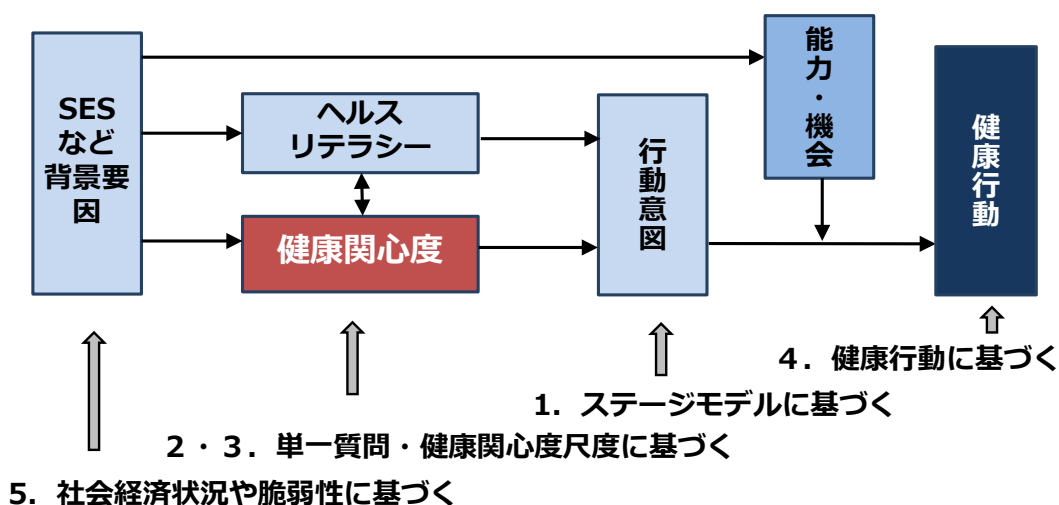 SES
など
背景要
因
ヘルス
リテラシー
健康関心度
行動意図
能力・機会
健康行動
4．健康行動に基づく
1．ステージモデルに基づく
2・3．単一質問・健康関心度尺度に基づく
5．社会経済状況や脆弱性に基づく